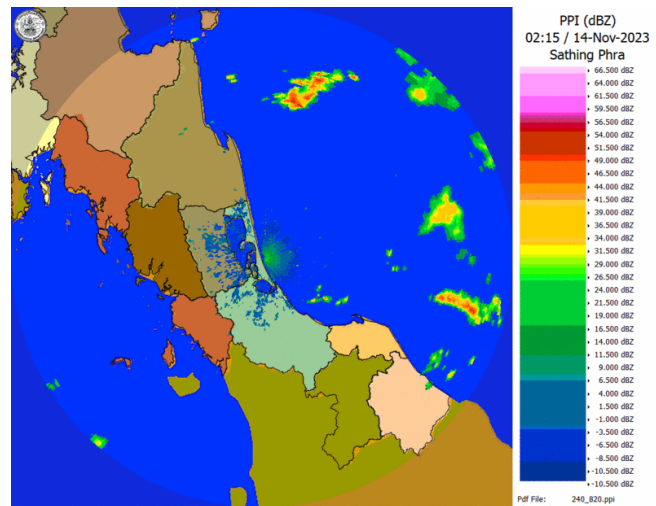 PPI (dBZ)
02:15 / 14-Nov-2023
Sathing Phra
66.500 dBZ
64.000 dBZ
61.500 dBZ
59.500 dBZ
56.500 dBZ
54.000 dBZ
51.500 dBZ
49.000 dBZ
46.500 dBZ
44.000 dBZ
41.500 dBZ
39.000 dBZ
36.500 dBZ
34.000 dBZ
31.500 dBZ
29.000 dBZ
26.500 dBZ
24.000 dBZ
21.500 dBZ
19.000 dBZ
16.500 dBZ
14.000 dBZ
11.500 dBZ
9.000 dBZ
6.500 dBZ
4.000 dBZ
1.500 dBZ
-1.000 dBZ
-3.500 dBZ
-6.500 dBZ
-8.500 dBZ
-10.500 dBZ
-10.500 dBZ
Pdf File: 240_820.ppi